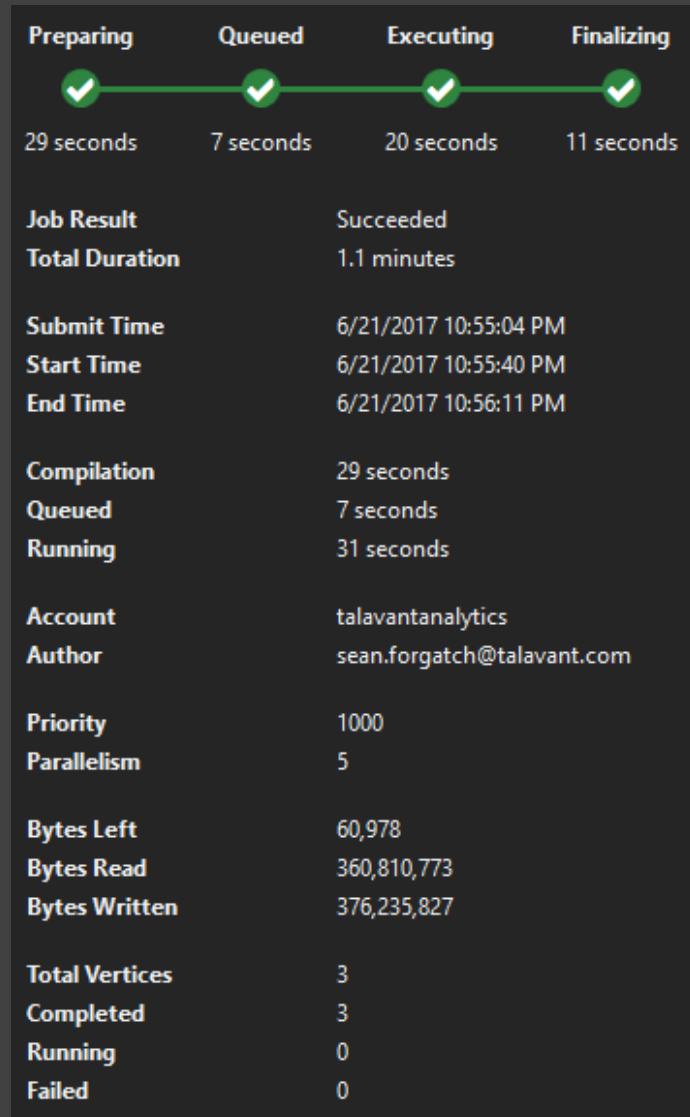 Preparing Queued Executing Finalizing
29 seconds 7 seconds 20 seconds 11 seconds
Job Result Succeeded
Total Duration 1.1 minutes
Submit Time 6/21/2017 10:55:04 PM
Start Time 6/21/2017 10:55:40 PM
End Time 6/21/2017 10:56:11 PM
Compilation 29 seconds
Queued 7 seconds
Running 31 seconds
Account talavantanalytics
Author sean.forgatch@talavant.com
Priority 1000
Parallelism 5
Bytes Left 60,978
Bytes Read 360,810,773
Bytes Written 376,235,827
Total Vertices 3
Completed 3
Running 0
Failed 0